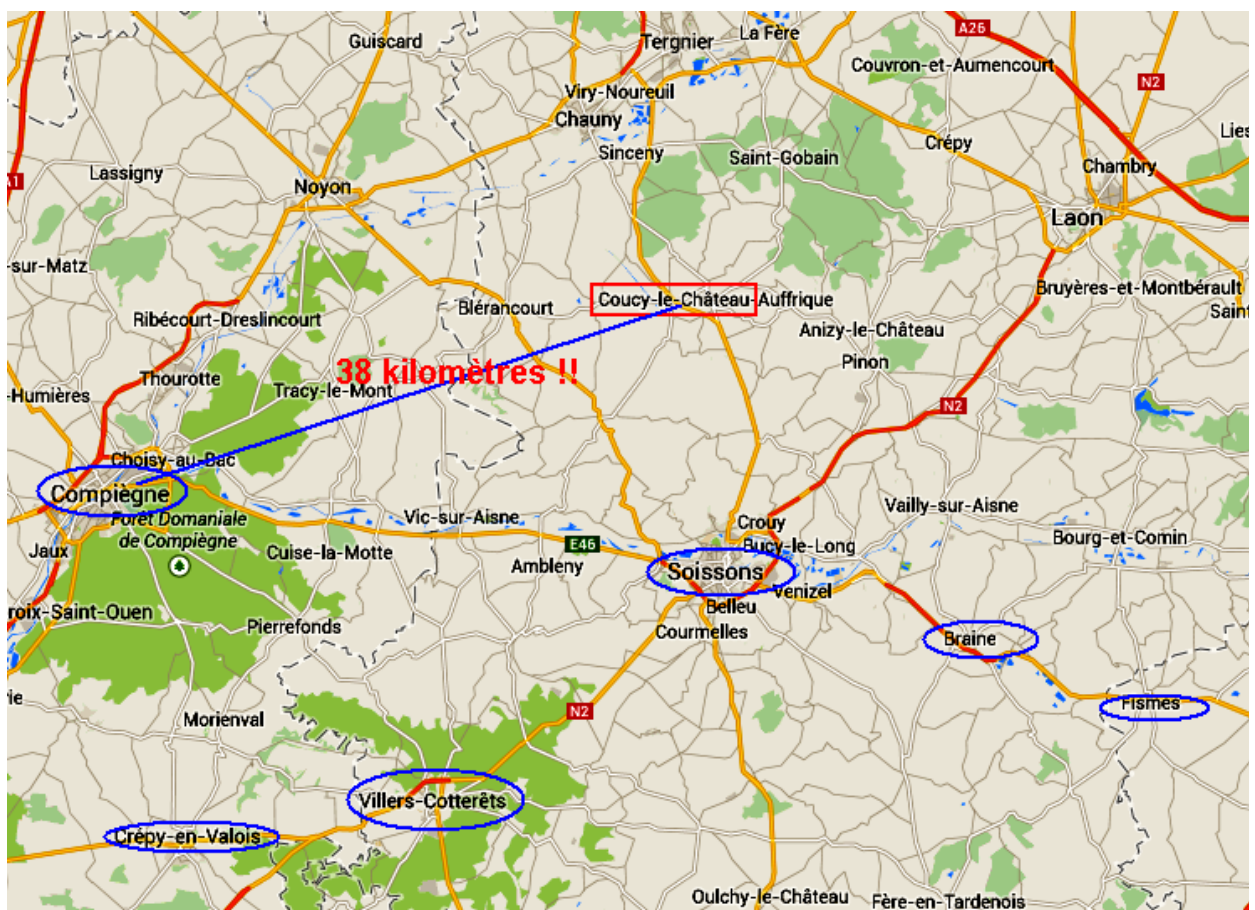 Guiscard
Tergnier
La Fère
A26
Couvron-et-Aumencourt
N2
Viry-Noureuil
Chauny
Sinceny
Saint-Gobain
Crépy
Lies
Chambry
A1
Lassigny
Noyon
Laon
-sur-Matz
Coucy-le-Château-Auffrique
Bruyères-et-Montbérault
Saint
Blérancourt
Ribécourt-Dreslincourt
Anizy-le-Château
Pinon
38 kilomètres !!
Thourotte
Tracy-le-Mont
-Humières
N2
Choisy-au-Bac
Compiègne
Vic-sur-Aisne
Vailly-sur-Aisne
Forêt Domaniale
de Compiègne
Crouy
Jaux
Cuise-la-Motte
E46
Bucy-le-Long
Bourg-et-Comin
Ambleny
Soissons
Venizel
roix-Saint-Ouen
Belleu
Pierrefonds
Courmelles
Braine
rie
Fismes
Morienval
N2
Villers-Cotterêts
Crépy-en-Valois
Oulchy-le-Château
Fère-en-Tardenois